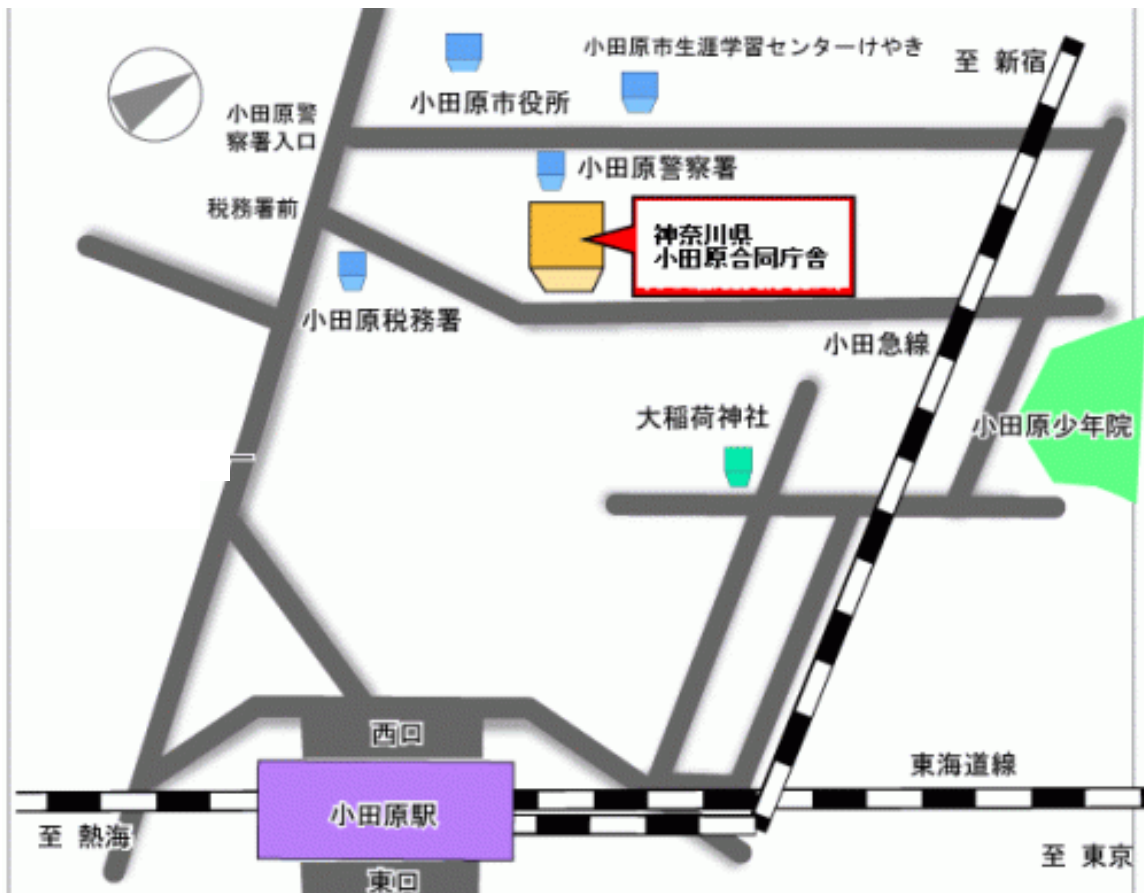 小田原市生涯学習センターけやき
至 新宿
小田原市役所
小田原警
察署入口
小田原警察署
税務署前
神奈川県
小田原合同庁舎
小田原税務署
小田急線
大稲荷神社
小田原少年院
西口
東海道線
小田原駅
至 熱海
至 東京
東口